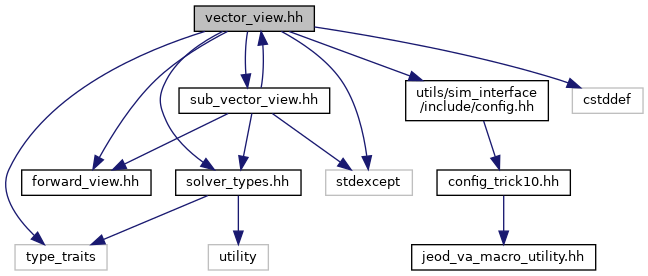 vector_view.hh
sub_vector_view.hh
utils/sim_interface
/include/config.hh
cstddef
forward_view.hh
solver_types.hh
stdexcept
config_trick10.hh
type_traits
utility
jeod_va_macro_utility.hh